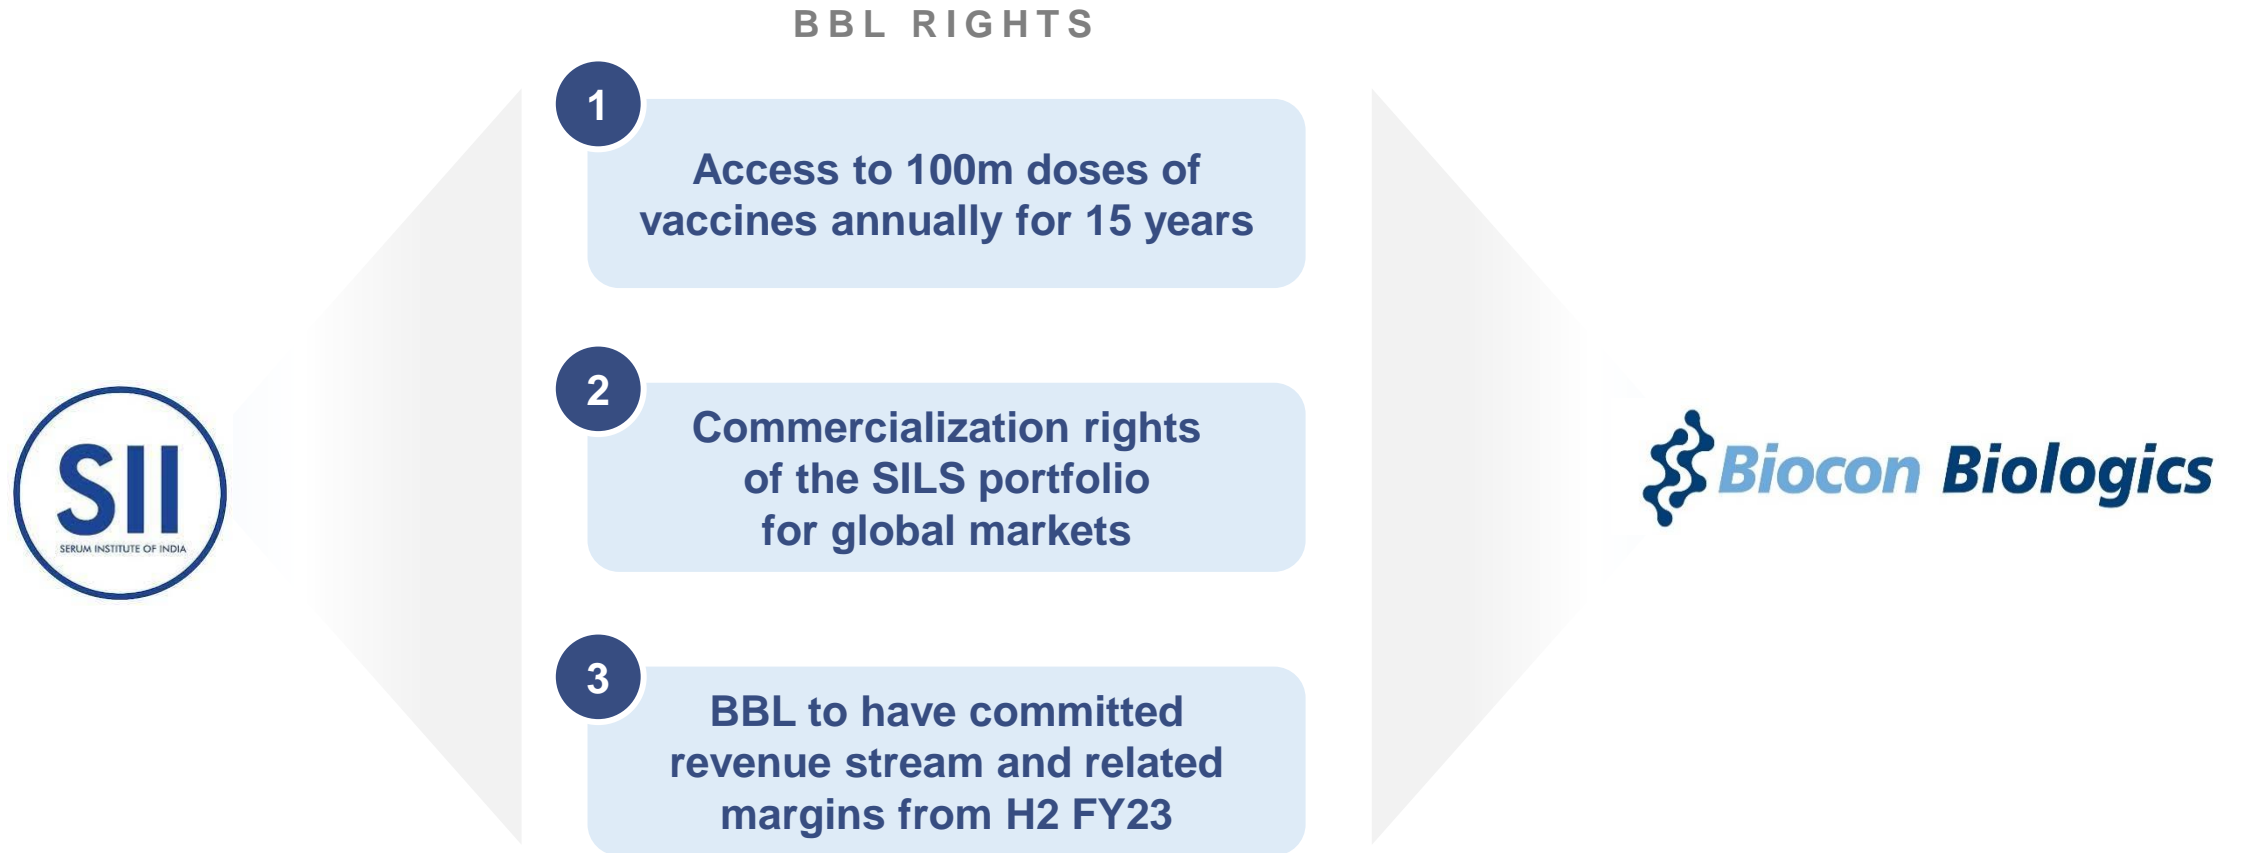 BBL RIGHTS
1
Access to 100m doses of
vaccines annually for 15 years
2
Commercialization rights
of the SILS portfolio
for global markets
3
BBL to have committed
revenue stream and related
margins from H2 FY23
SII
SERUM INSTITUTE OF INDIA
Biocon Biologics